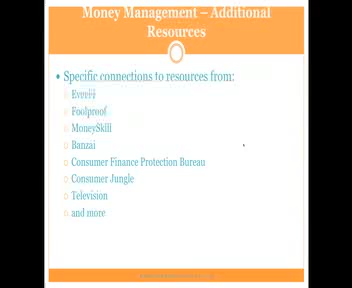 Money Management – Additional
Resources
Specific connections to resources from:
Foolproof
MoneySkill
Banzai
Consumer Finance Protection Bureau
Consumer Jungle
Television
and more